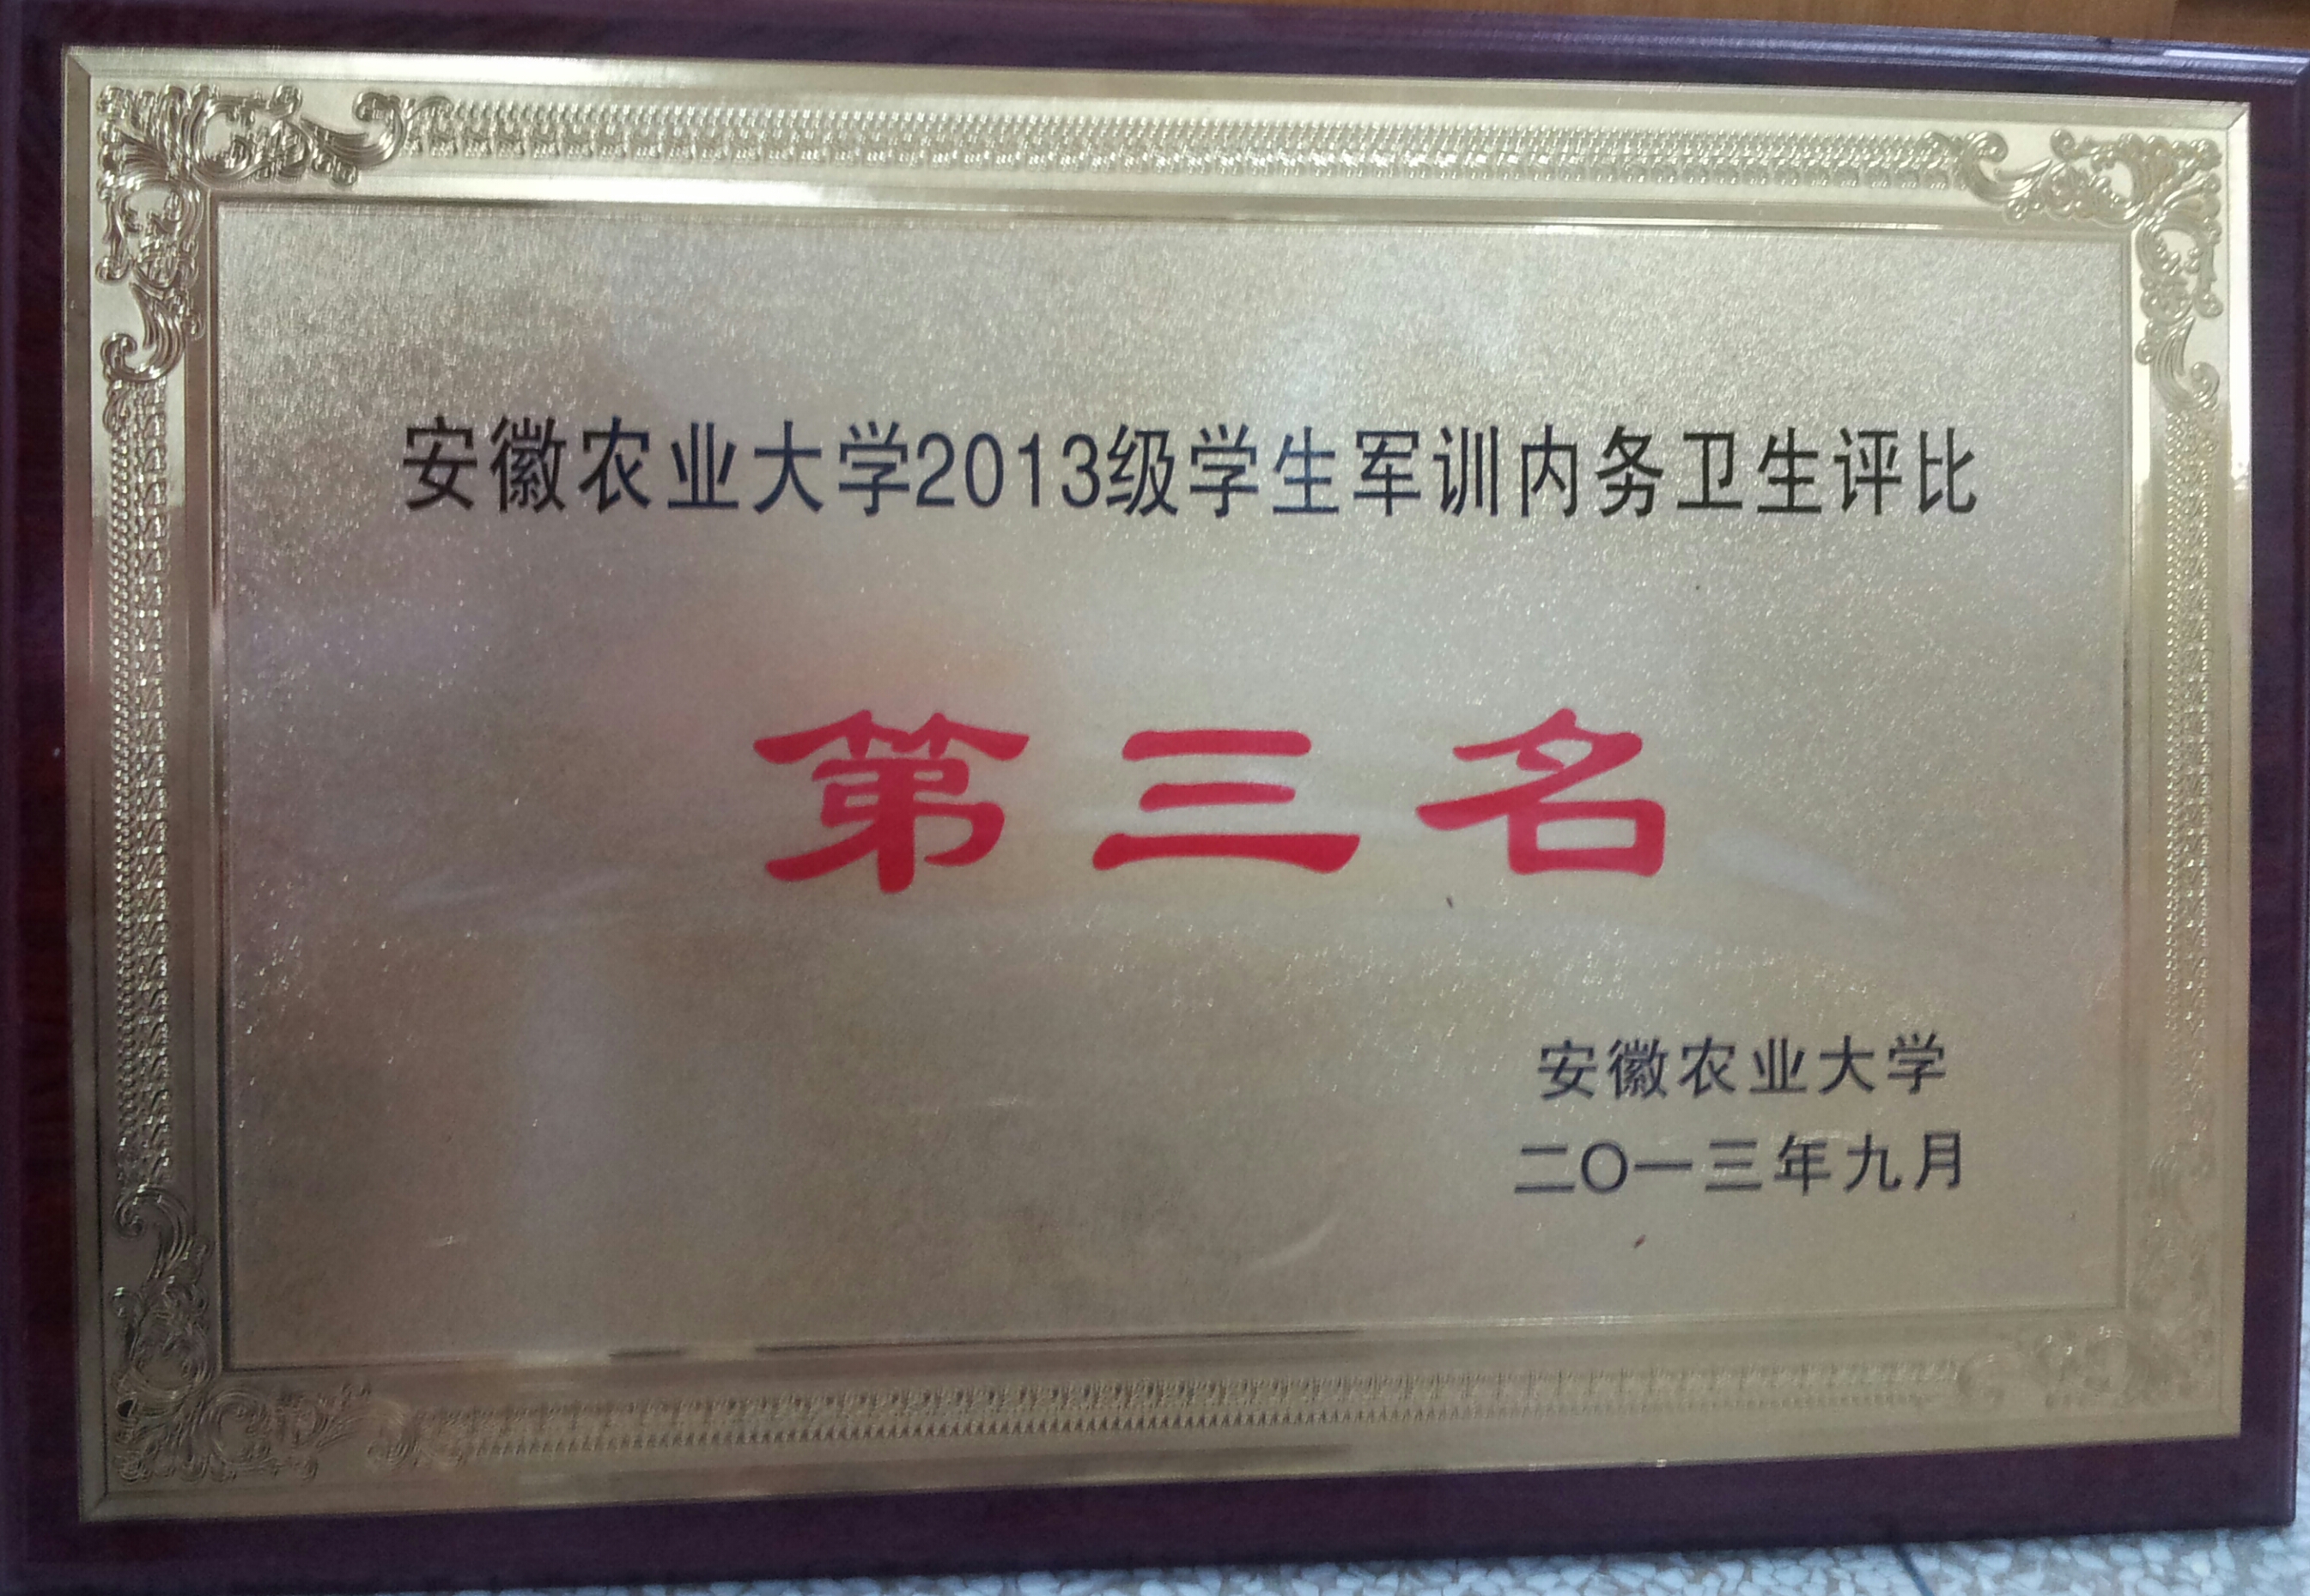 安徽农业大学2013级学生军训内务卫生评比
第三名
安徽农业大学
二〇一三年九月